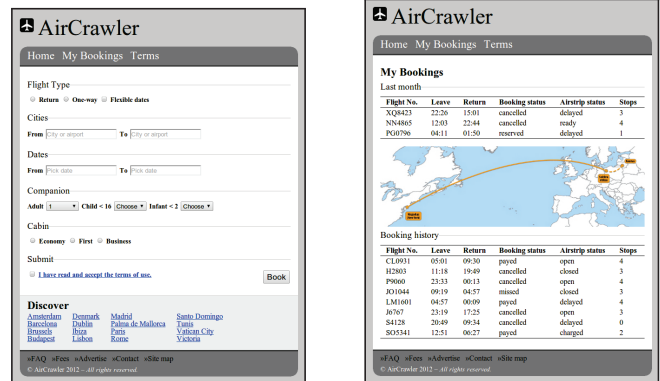 AirCrawler
Home My Bookings Terms
Flight Type
Return One-way Flexible dates
Cities
From City or airport To City or airport
Dates
From Pick date To Pick date
Companion
Adult 1 Child < 16 Choose Infant < 2 Choose
Cabin
Economy First Business
Submit
I have read and accept the terms of use. Book
Discover
Amsterdam Denmark Madrid Santo Domingo
Barcelona Dublin Palma de Mallorca Tunis
Brussels Ibiza Paris Vatican City
Budapest Lisbon Rome Victoria
»FAQ »Fees »Advertise »Contact »Site map
© AirCrawler 2012 – All rights reserved.
AirCrawler
Home My Bookings Terms
My Bookings
Last month
Flight No. Leave Return Booking status Airstrip status Stops
XQ8423 22:26 15:01 cancelled delayed 3
NN4865 12:03 22:44 cancelled ready 4
PG0796 04:11 01:50 reserved delayed 1
Booking history
Flight No. Leave Return Booking status Airstrip status Stops
CL0931 05:01 09:30 payed open 4
H2803 11:18 19:49 cancelled closed 3
P9060 23:33 00:13 cancelled open 4
JO1044 09:19 04:57 missed closed 3
LM1601 04:57 00:09 payed delayed 4
J6767 23:19 17:25 cancelled open 3
S4128 20:49 09:34 cancelled delayed 0
SO5341 12:51 06:27 payed charged 2
»FAQ »Fees »Advertise »Contact »Site map
© AirCrawler 2012 – All rights reserved.